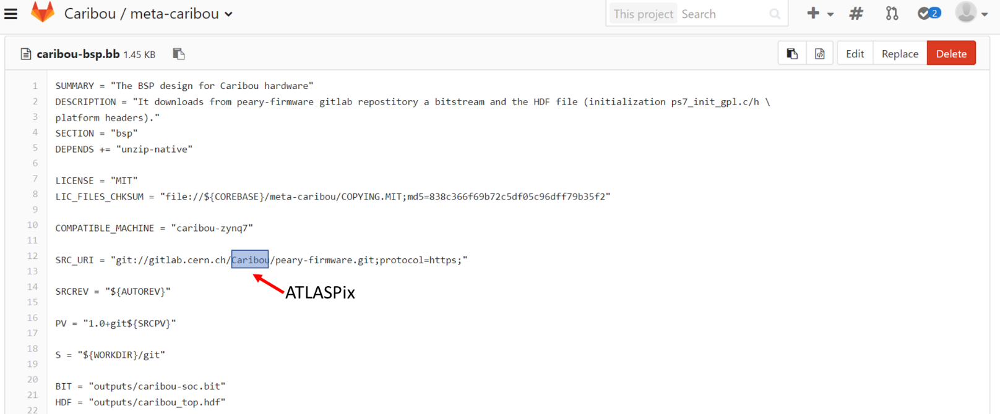 Caribou / meta-caribou
This project Search
2
caribou-bsp.bb 1.45 KB
Edit Replace Delete
1 SUMMARY = "The BSP design for Caribou hardware"
2 DESCRIPTION = "It downloads from peary-firmware gitlab repostitory a bitstream and the HDF file (initialization ps7_init_gpl.c/h \
3 platform headers)."
4 SECTION = "bsp"
5 DEPENDS += "unzip-native"
6
7 LICENSE = "MIT"
8 LIC_FILES_CHKSUM = "file://${COREBASE}/meta-caribou/COPYING.MIT;md5=838c366f69b72c5df05c96dff79b35f2"
9
10 COMPATIBLE_MACHINE = "caribou-zynq7"
11
12 SRC_URI = "git://gitlab.cern.ch/Caribou/peary-firmware.git;protocol=https;"
13
ATLASPix
14 SRCREV = "${AUTOREV}"
15
16 PV = "1.0+git${SRCPV}"
17
18 S = "${WORKDIR}/git"
19
20 BIT = "outputs/caribou-soc.bit"
21 HDF = "outputs/caribou_top.hdf"
22